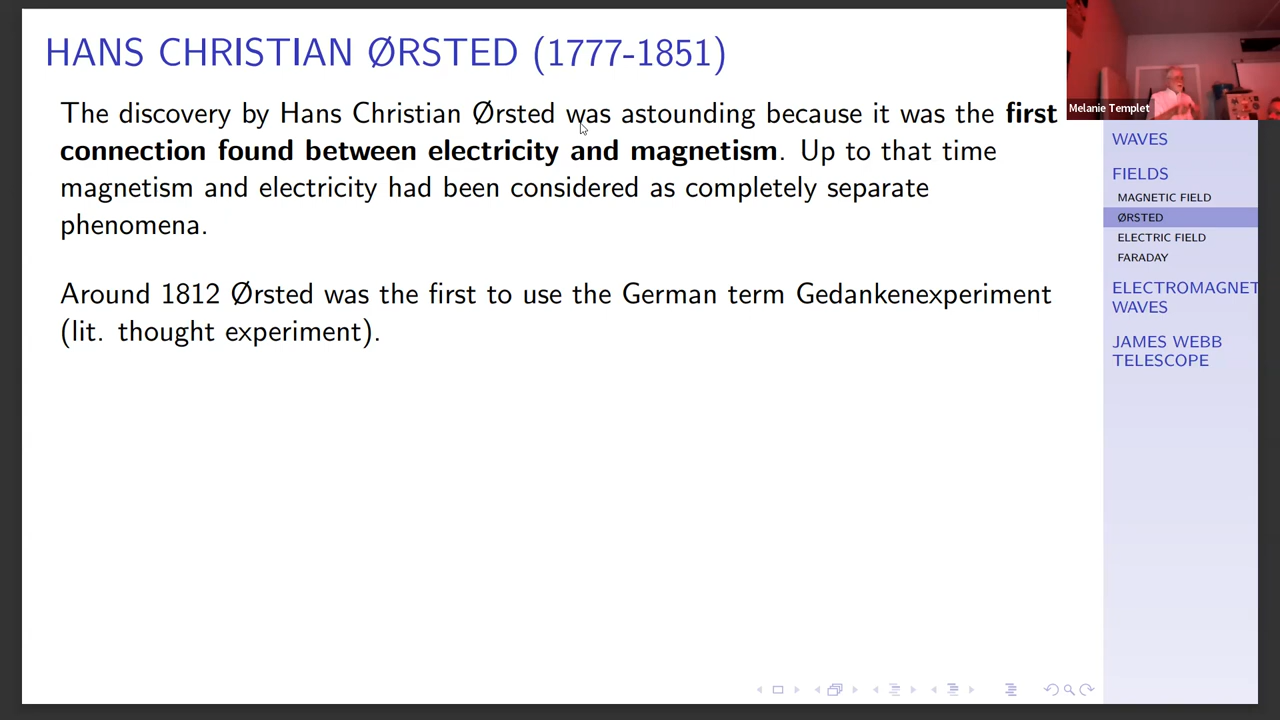 HANS CHRISTIAN ØRSTED (1777-1851)
The discovery by Hans Christian Ørsted was astounding because it was the first
connection found between electricity and magnetism. Up to that time
magnetism and electricity had been considered as completely separate
phenomena.
Around 1812 Ørsted was the first to use the German term Gedankenexperiment
(lit. thought experiment).
Melanie Templet
WAVES
FIELDS
MAGNETIC FIELD
ØRSTED
ELECTRIC FIELD
FARADAY
ELECTROMAGNET
WAVES
JAMES WEBB
TELESCOPE